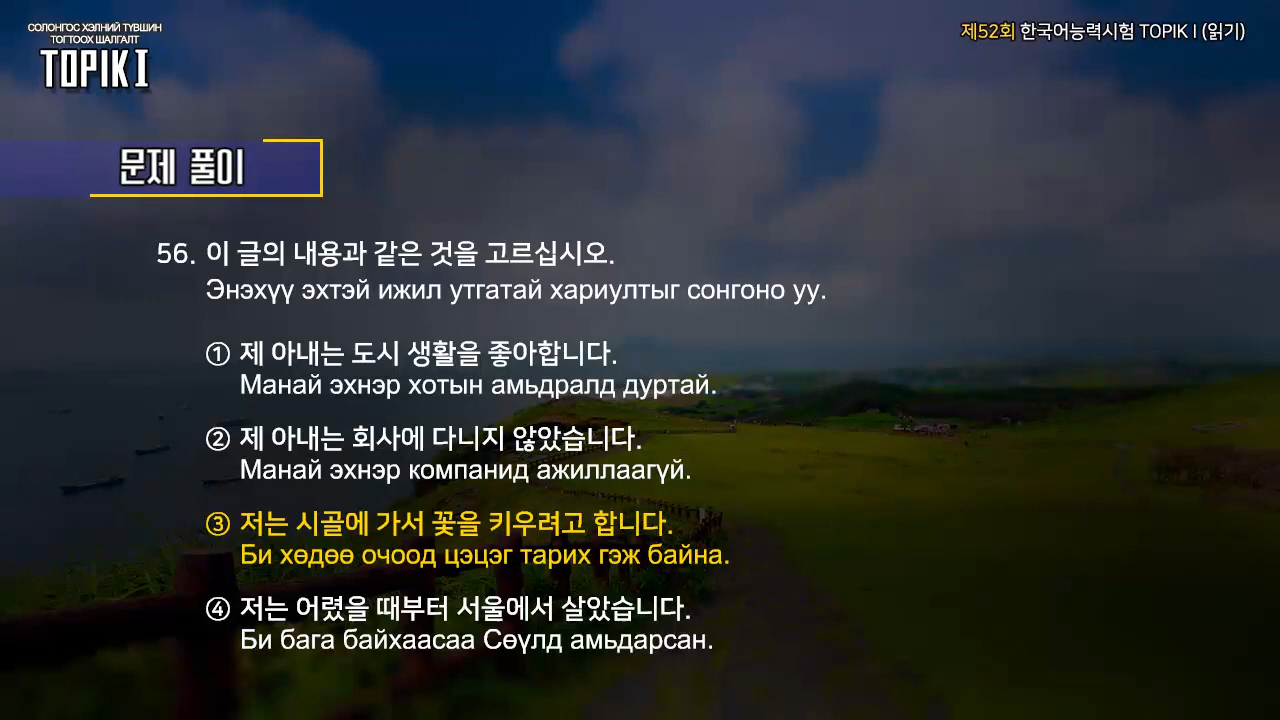 СОЛОНГОС ХЭЛНИЙ ТҮВШИН
ТОГТООХ ШАЛГАЛТ
TOPIK I
제52회 한국어능력시험 TOPIK I (읽기)
문제 풀이
56. 이 글의 내용과 같은 것을 고르십시오.
Энэхүү эхтэй ижил утгатай хариултыг сонгоно уу.
① 제 아내는 도시 생활을 좋아합니다.
Манай эхнэр хотын амьдралд дуртай.
② 제 아내는 회사에 다니지 않았습니다.
Манай эхнэр компанид ажиллаагүй.
③ 저는 시골에 가서 꽃을 키우려고 합니다.
Би хөдөө очоод цэцэг тарих гэж байна.
④ 저는 어렸을 때부터 서울에서 살았습니다.
Би бага байхаасаа Сөүлд амьдарсан.